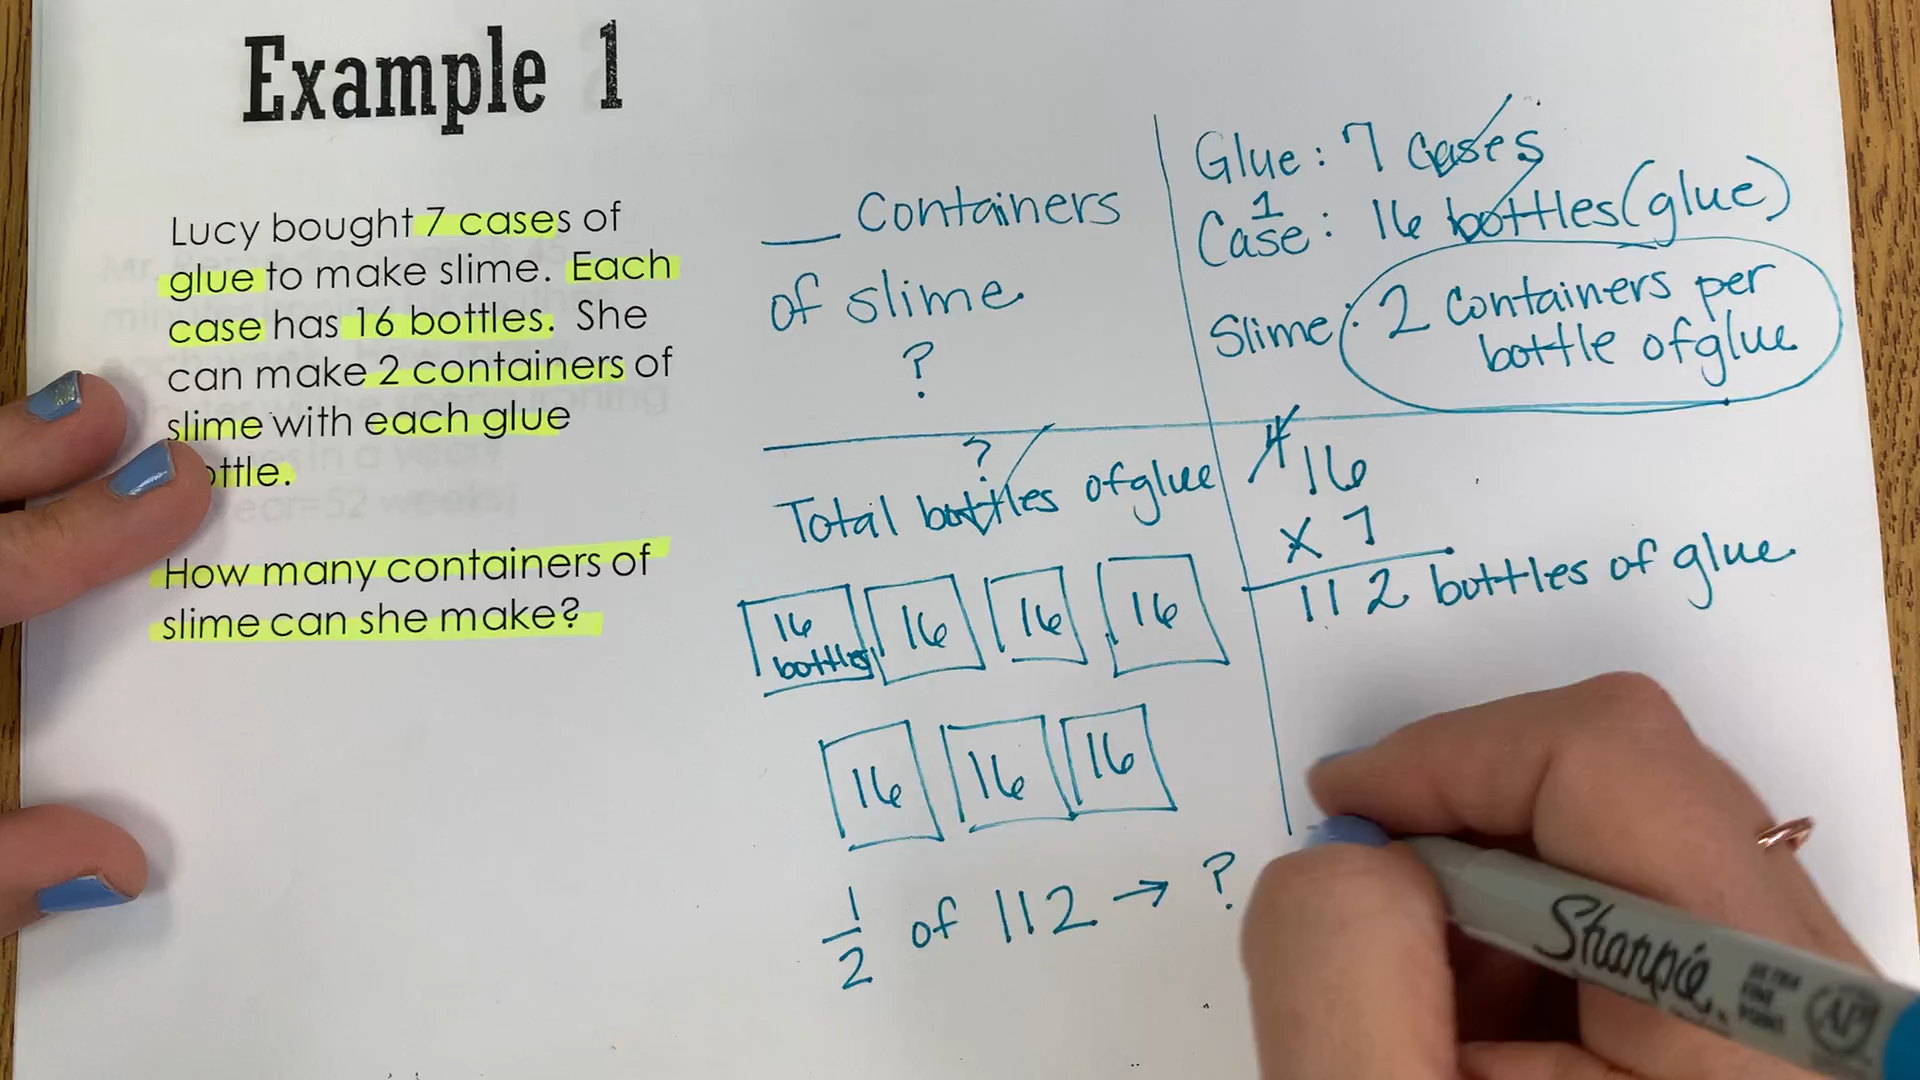 Example 1
Lucy bought 7 cases of
glue to make slime. Each
case has 16 bottles. She
can make 2 containers of
slime with each glue
ottle.
How many containers of
slime can she make?
__ Containers
of slime
?
Glue: 7 cases
1
Case: 16 bottles (glue)
Slime: 2 containers per
bottle of glue
?
Total bottles of glue
16
bottles
16
16
16
16
16
16
1/2 of 112 → ?
4
16
x 7
112 bottles of glue
Sharpie
AP